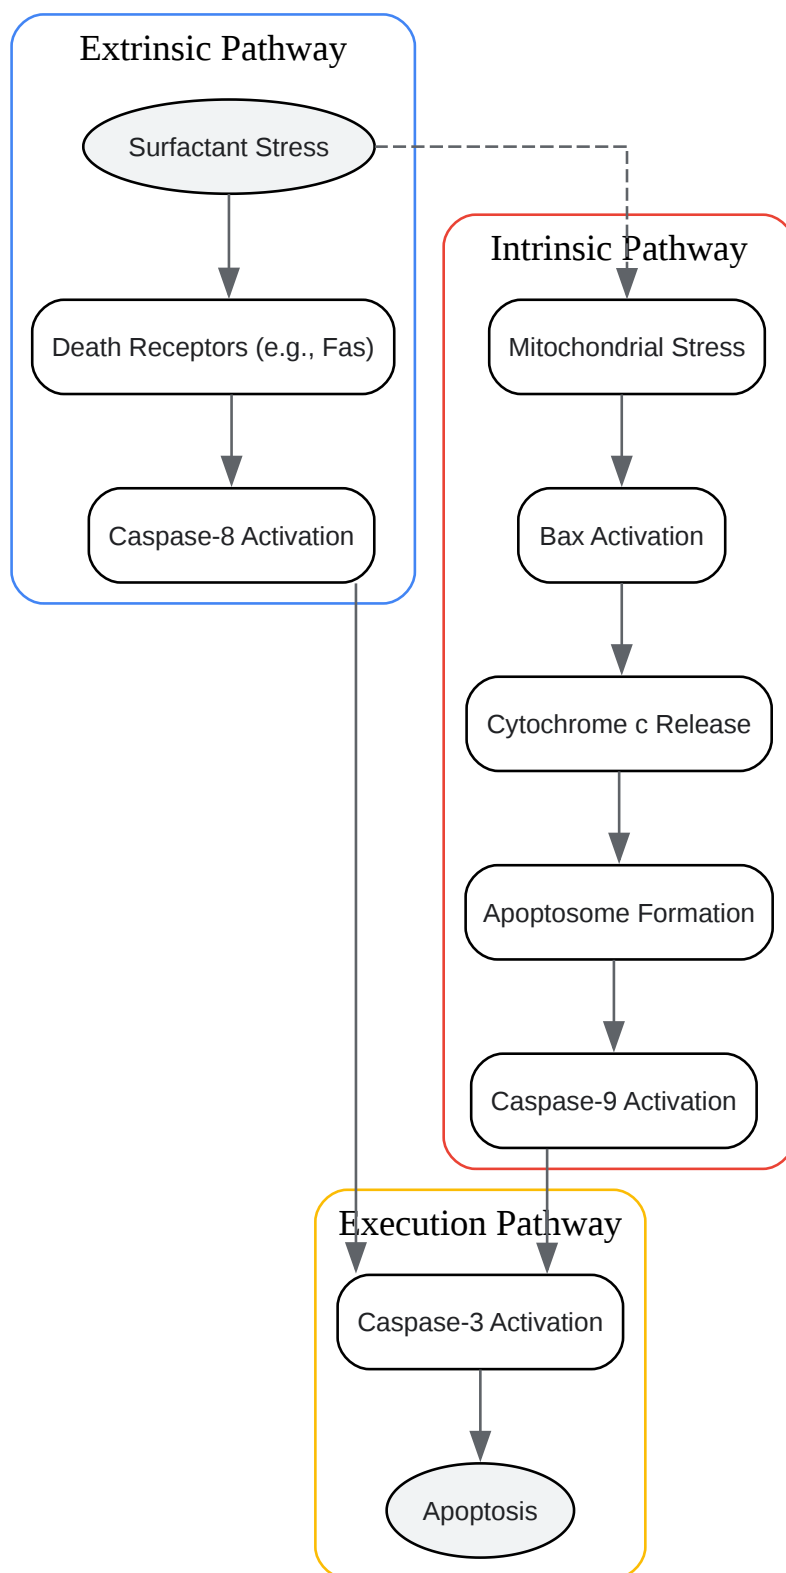 Extrinsic Pathway
Surfactant Stress
Death Receptors (e.g., Fas)
Caspase-8 Activation
Intrinsic Pathway
Mitochondrial Stress
Bax Activation
Cytochrome c Release
Apoptosome Formation
Caspase-9 Activation
Execution Pathway
Caspase-3 Activation
Apoptosis